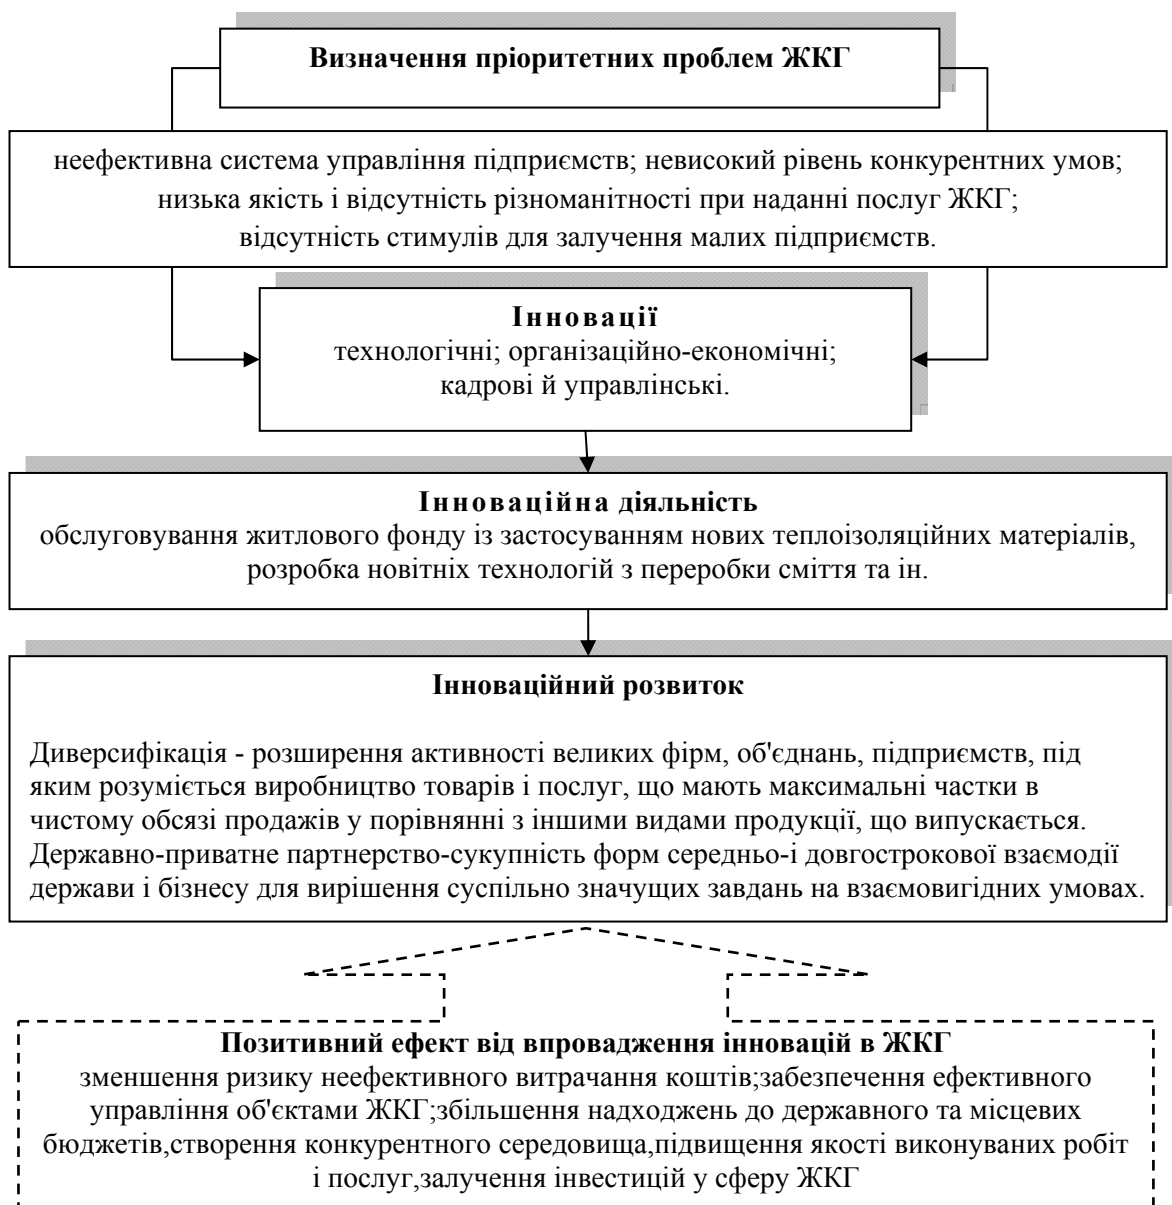 Визначення пріоритетних проблем ЖКГ
неефективна система управління підприємств; невисокий рівень конкурентних умов;
низька якість і відсутність різноманітності при наданні послуг ЖКГ;
відсутність стимулів для залучення малих підприємств.
Інновації
технологічні; організаційно-економічні;
кадрові й управлінські.
Інноваційна діяльність
обслуговування житлового фонду із застосуванням нових теплоізоляційних матеріалів,
розробка новітніх технологій з переробки сміття та ін.
Інноваційний розвиток
Диверсифікація - розширення активності великих фірм, об'єднань, підприємств, під
яким розуміється виробництво товарів і послуг, що мають максимальні частки в
чистому обсязі продажів у порівнянні з іншими видами продукції, що випускається.
Державно-приватне партнерство-сукупність форм середньо-і довгострокової взаємодії
держави і бізнесу для вирішення суспільно значущих завдань на взаємовигідних умовах.
Позитивний ефект від впровадження інновацій в ЖКГ
зменшення ризику неефективного витрачання коштів;забезпечення ефективного
управління об'єктами ЖКГ;збільшення надходжень до державного та місцевих
бюджетів,створення конкурентного середовища,підвищення якості виконуваних робіт
і послуг,залучення інвестицій у сферу ЖКГ